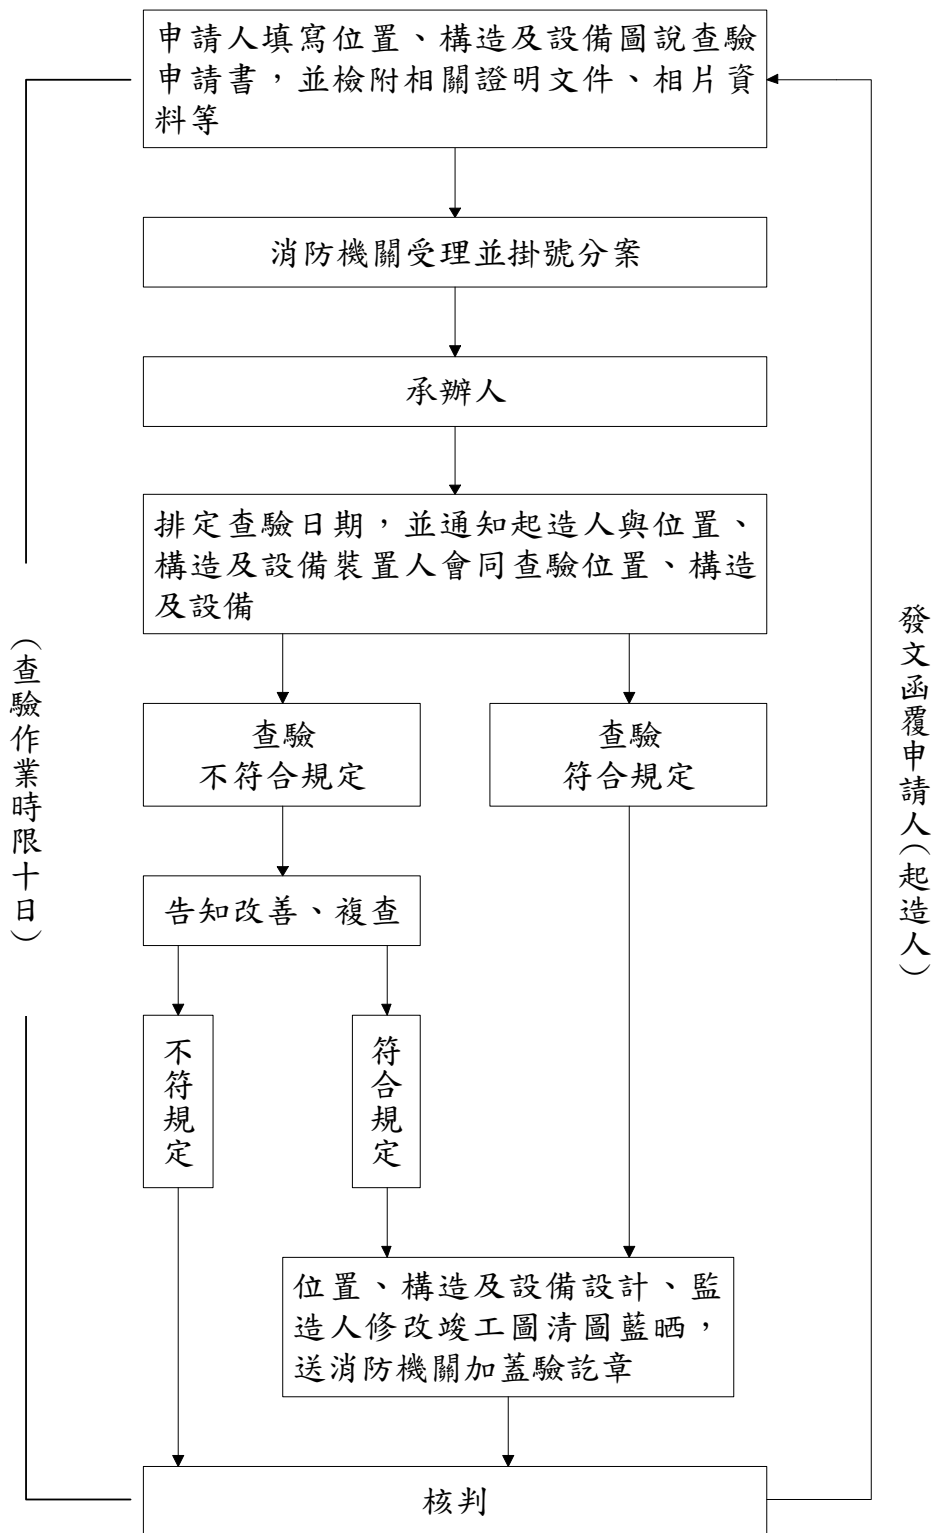 申請人填寫位置、構造及設備圖說查驗
申請書，並檢附相關證明文件、相片資
料等
消防機關受理並掛號分案
承辦人
排定查驗日期，並通知起造人與位置、
構造及設備裝置人會同查驗位置、構造
及設備
查驗
不符合規定
查驗
符合規定
告知改善、複查
不符規定
符合規定
位置、構造及設備設計、監
造人修改竣工圖清圖藍晒，
送消防機關加蓋驗訖章
核判
（查驗作業時限十日）
發文函覆申請人（起造人）